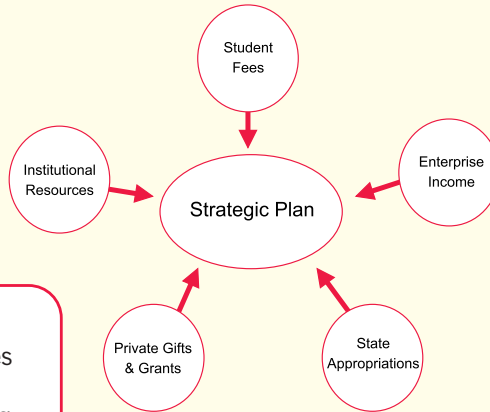 Student
Fees
Institutional
Resources
Enterprise
Income
Strategic Plan
Private Gifts
& Grants
State
Appropriations